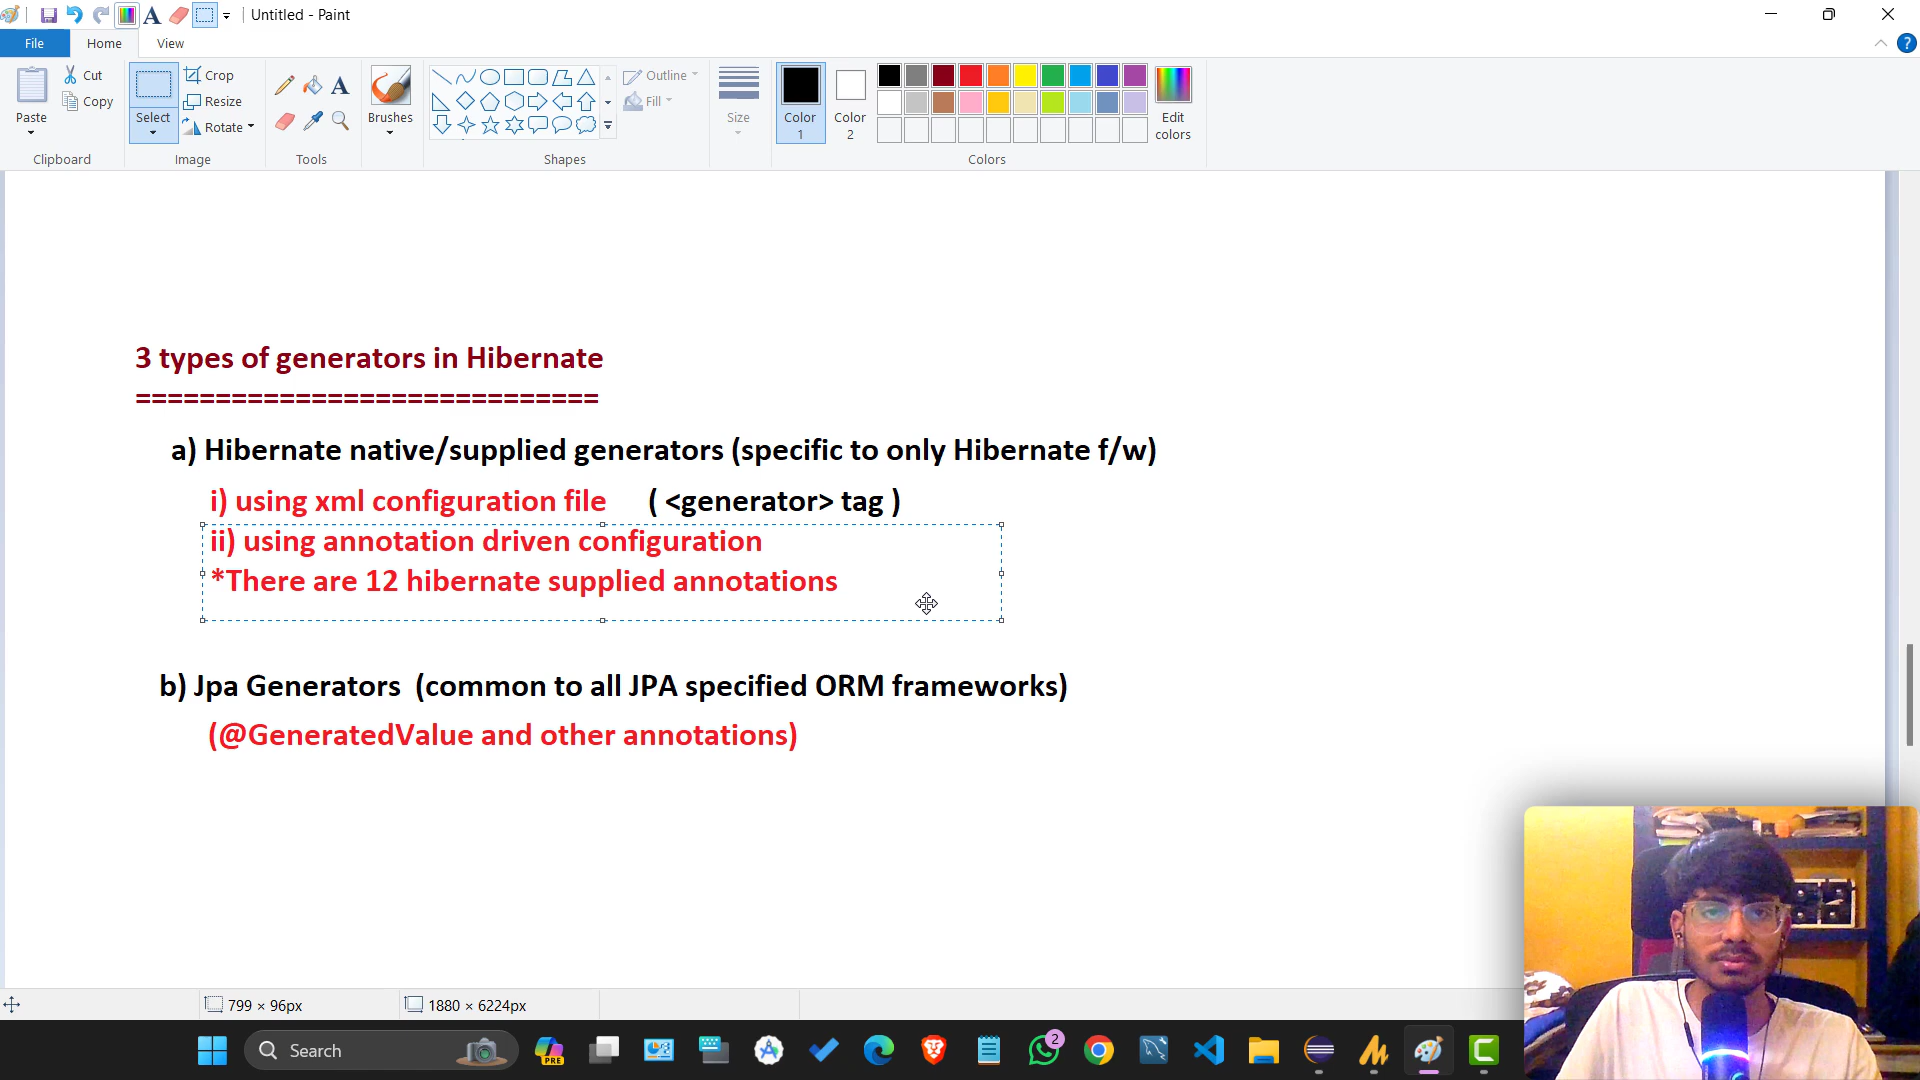 Untitled - Paint
File
Home
View
Paste
Cut
Copy
Clipboard
Select
Crop
Resize
Rotate
Image
A
Tools
Brushes
Shapes
Outline
Fill
Size
Color 1
Color 2
Edit colors
Colors
3 types of generators in Hibernate
=============================
a) Hibernate native/supplied generators (specific to only Hibernate f/w)
i) using xml configuration file ( <generator> tag )
ii) using annotation driven configuration
*There are 12 hibernate supplied annotations
b) Jpa Generators (common to all JPA specified ORM frameworks)
(@GeneratedValue and other annotations)
799 × 96px
1880 × 6224px
Search
PRE
2